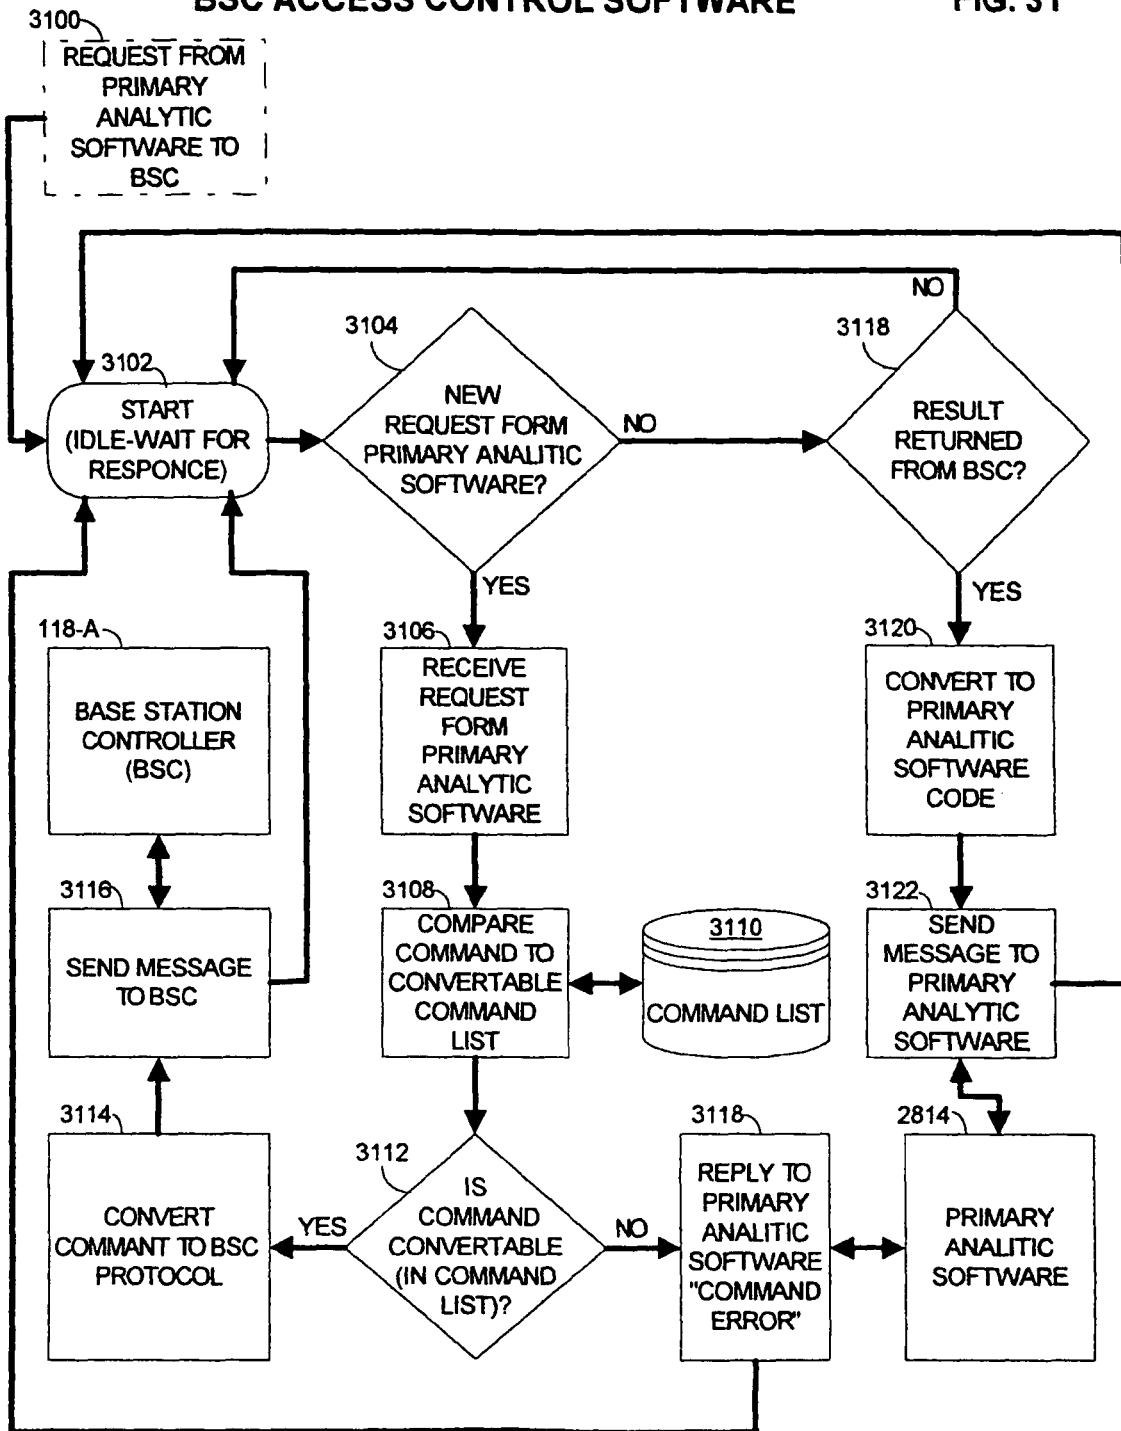 BSC ACCESS CONTROL SOFTWARE
FIG. 31
3100
REQUEST FROM
PRIMARY
ANALYTIC
SOFTWARE TO
BSC
3102
START
(IDLE-WAIT FOR
RESPONCE)
3104
NEW
REQUEST FORM
PRIMARY ANALITIC
SOFTWARE?
NO
YES
3118
RESULT
RETURNED
FROM BSC?
NO
YES
118-A
BASE STATION
CONTROLLER
(BSC)
3106
RECEIVE
REQUEST
FORM
PRIMARY
ANALYTIC
SOFTWARE
3120
CONVERT TO
PRIMARY
ANALITIC
SOFTWARE
CODE
3116
SEND MESSAGE
TO BSC
3108
COMPARE
COMMAND TO
CONVERTABLE
COMMAND
LIST
3110
COMMAND LIST
3122
SEND
MESSAGE TO
PRIMARY
ANALYTIC
SOFTWARE
3114
CONVERT
COMMANT TO BSC
PROTOCOL
YES
3112
IS
COMMAND
CONVERTABLE
(IN COMMAND
LIST)?
NO
3118
REPLY TO
PRIMARY
ANALITIC
SOFTWARE
"COMMAND
ERROR"
2814
PRIMARY
ANALITIC
SOFTWARE